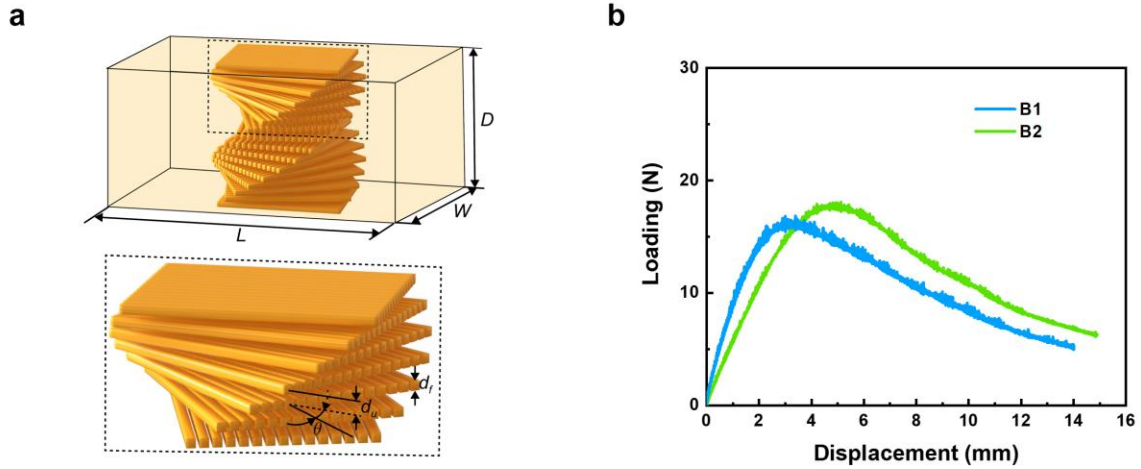 a
D
W
L
d_f
d_u
θ
b
30
20
10
0
B1
B2
Loading (N)
0 2 4 6 8 10 12 14 16
Displacement (mm)